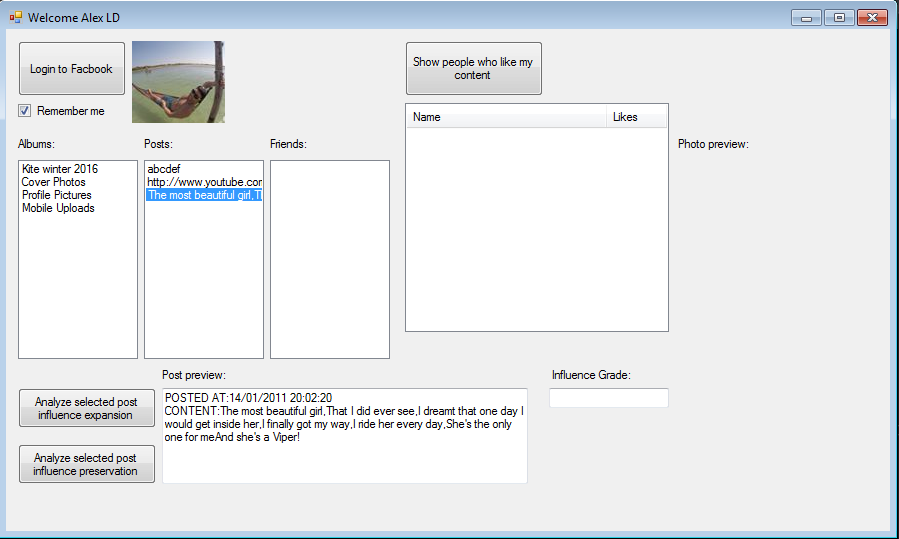 Welcome Alex LD
Login to Facbook
Show people who like my
content
Remember me
Name Likes
Albums:
Posts:
Friends:
Photo preview:
Kite winter 2016
Cover Photos
Profile Pictures
Mobile Uploads
abcdef
http://www.youtube.cor
The most beautiful girl,T
Post preview:
Influence Grade:
Analyze selected post
influence expansion
Analyze selected post
influence preservation
POSTED AT:14/01/2011 20:02:20
CONTENT:The most beautiful girl,That I did ever see,I dreamt that one day I
would get inside her,I finally got my way,I ride her every day,She's the only
one for meAnd she's a Viper!